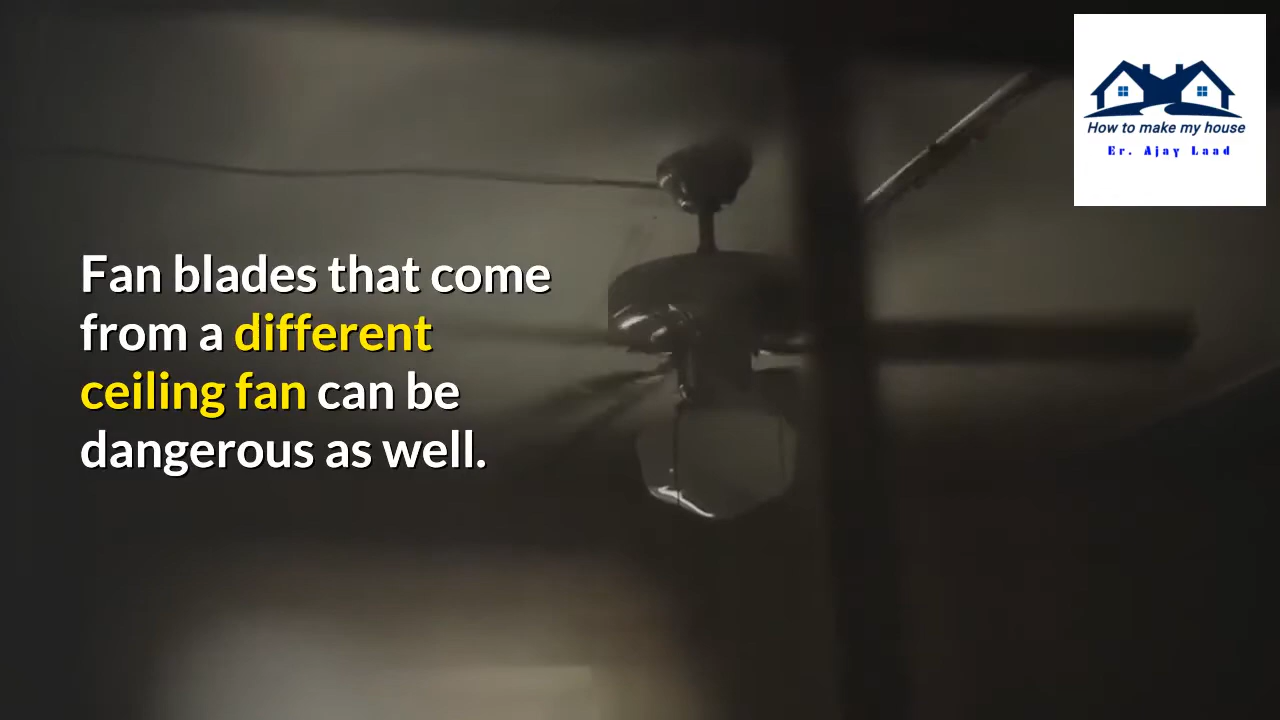 How to make my house
Er. Ajay Laad
Fan blades that come
from a different
ceiling fan can be
dangerous as well.